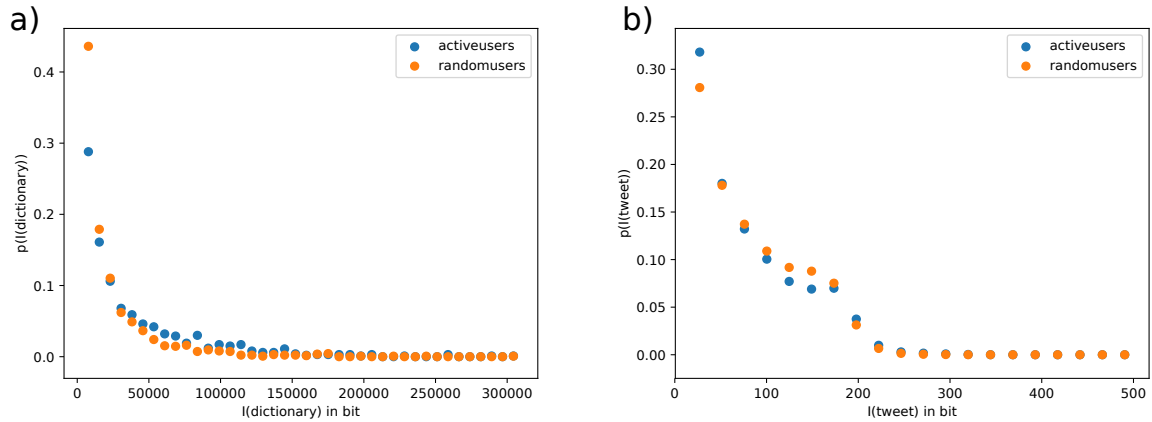 a)
p(I(dictionary))
0.4
0.3
0.2
0.1
0.0
activeusers
randomusers
0 50000 100000 150000 200000 250000 300000
I(dictionary) in bit
b)
p(I(tweet))
0.30
0.25
0.20
0.15
0.10
0.05
0.00
activeusers
randomusers
0 100 200 300 400 500
I(tweet) in bit